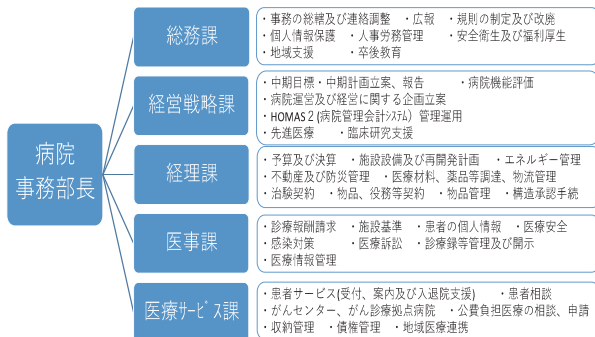 病院
事務部長
総務課
・事務の総轄及び連絡調整 ・広報 ・規則の制定及び改廃
・個人情報保護 ・人事労務管理 ・安全衛生及び福利厚生
・地域支援 ・卒後教育
経営戦略課
・中期目標・中期計画立案、報告 ・病院機能評価
・病院運営及び経営に関する企画立案
・HOMAS２(病院管理会計ｼｽﾃﾑ）管理運用
・先進医療 ・臨床研究支援
経理課
・予算及び決算 ・施設設備及び再開発計画 ・エネルギー管理
・不動産及び防災管理 ・医療材料、薬品等調達、物流管理
・治験契約 ・物品、役務等契約 ・物品管理 ・構造承認手続
医事課
・診療報酬請求 ・施設基準 ・患者の個人情報 ・医療安全
・感染対策 ・医療訴訟 ・診療録等管理及び開示
・医療情報管理
医療ｻｰﾋﾞｽ課
・患者サービス(受付、案内及び入退院支援) ・患者相談
・がんセンター、がん診療拠点病院 ・公費負担医療の相談、申請
・収納管理 ・債権管理 ・地域医療連携